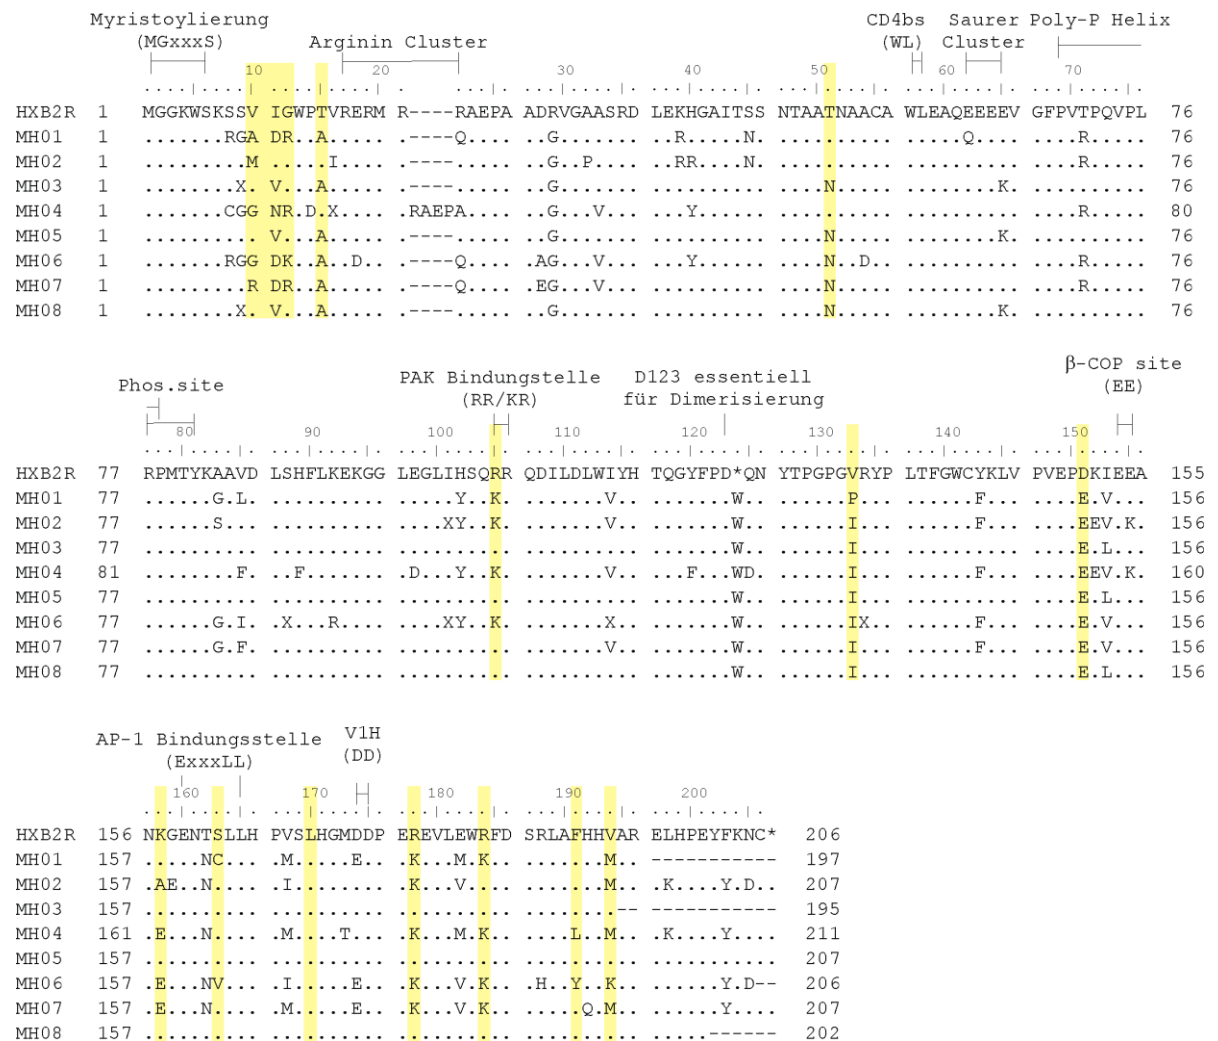 Myristoylierung CD4bs Saurer Poly-P Helix
(MGxxxS) Arginin Cluster (WL) Cluster
10 20 30 40 50 60 70
HXB2R 1 MGGKWSKSSV IGWPTVRERM R----RAEPA ADRVGAASRD LEKHGAITSS NTAATNAACA WLEAQEEEEV GFPVTPQVPL 76
MH01 1 .......RGA DR..A..... .----Q.... ..G....... ..R.....N. .......... .....Q.... ....R..... 76
MH02 1 .........M .....I.... .----..... ..G..P.... ..RR....N. .......... .......... ....R..... 76
MH03 1 ........X. V...A..... .----..... ..G....... .......... ....N..... ........K. .......... 76
MH04 1 .......CGG NR.D.X.... .RAEPA.... ..G...V... ...Y...... .......... .......... ....R..... 80
MH05 1 .......... V...A..... .----..... ..G....... .......... ....N..... ........K. .......... 76
MH06 1 .......RGG DK..A..D.. .----Q.... .AG...V... ...Y...... ....N..D.. .......... ....R..... 76
MH07 1 .........R DR..A..... .----Q.... .EG...V... .......... ....N..... .......... ....R..... 76
MH08 1 ........X. V...A..... .----..... ..G....... .......... ....N..... ........K. .......... 76
β-COP site
Phos.site PAK Bindungstelle D123 essentiell (EE)
(RR/KR) für Dimerisierung
80 90 100 110 120 130 140 150
HXB2R 77 RPMTYKAAVD LSHFLKEKGG LEGLIHSQRR QDILDLWIYH TQGYFPD*QN YTPGPGVRYP LTFGWCYKLV PVEPDKIEEA 155
MH01 77 ......G.L. .......... .....Y..K. .......V.. .......W.. ......P... ......F... ....E.V... 156
MH02 77 ......S... .......... ....XY..K. .......V.. .......W.. ......I... ......F... ....EEV.K. 156
MH03 77 .......... .......... .......... .......... .......W.. ......I... .......... ....E.L... 156
MH04 81 ........F. ..F....... .D...Y..K. .......V.. ...F...WD. ......I... ......F... ....EEV.K. 160
MH05 77 .......... .......... .......... .......... .......W.. ......I... .......... ....E.L... 156
MH06 77 ......G.I. .X...R.... ....XY..K. .......X.. .......W.. ......IX.. ......F... ....E.V... 156
MH07 77 ......G.F. .......... .......... .......V.. .......W.. ......I... ......F... ....E.V... 156
MH08 77 .......... .......... .......... .......... .......W.. ......I... .......... ....E.L... 156
AP-1 Bindungsstelle V1H
(ExxxLL) (DD)
160 170 180 190 200
HXB2R 156 NKGENTSLLH PVSLHGMDDP EREVLEWRFD SRLAFHHVAR ELHPEYFKNC* 206
MH01 157 .....NC... .M.....E.. .K...M.K.. .......M.. ----------- 197
MH02 157 .AE..N.... .I........ .K...V.... .......M.. .K....Y.D.. 207
MH03 157 .......... .......... .......... ........-- ----------- 195
MH04 161 .E...N.... .M....T... .K...M.K.. ....L..M.. .K....Y.... 211
MH05 157 .......... .......... .......... .......... ........... 207
MH06 157 .E...NV... .I.....E.. .K...V.K.. .H..Y..K.. ......Y.D-- 206
MH07 157 .E...N.... .M.....E.. .K...V.K.. .....Q.M.. ......Y.... 207
MH08 157 .......... .......... .......... .......... .....------ 202